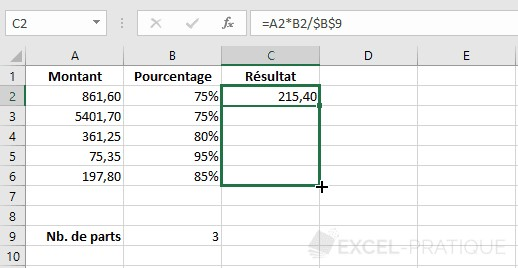 C2 fx =A2*B2/$B$9
A B C D E
1 Montant Pourcentage Résultat
2 861,60 75% 215,40
3 5401,70 75%
4 361,25 80%
5 75,35 95%
6 197,80 85%
7
8
9 Nb. de parts 3
10
EXCEL-PRATIQUE